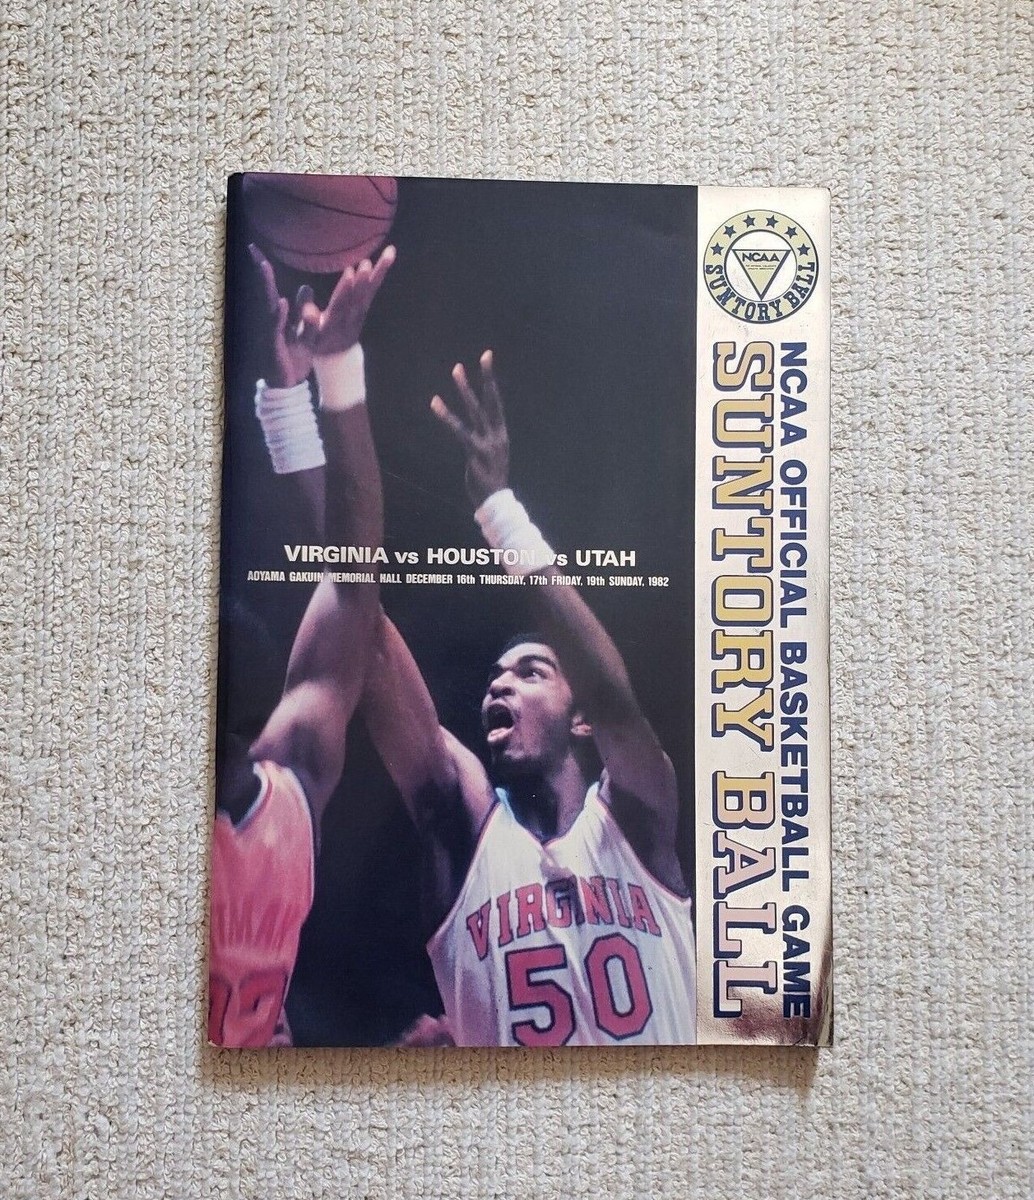 NCAA
SUNTORY BALL
NCAA OFFICIAL BASKETBALL GAME
SUNTORY BALL
VIRGINIA vs HOUSTON vs UTAH
AOYAMA GAKUIN MEMORIAL HALL DECEMBER 16th THURSDAY, 17th FRIDAY, 19th SUNDAY, 1982
VIRGINIA
50